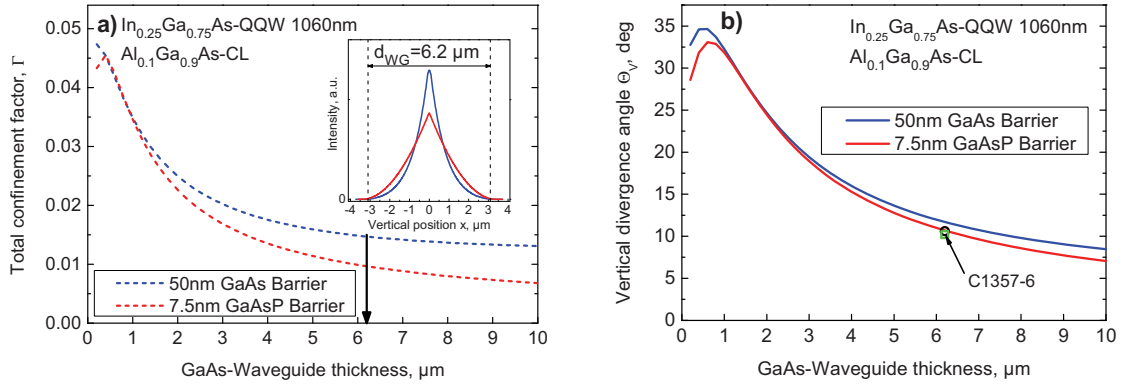 a) In0.25Ga0.75As-QQW 1060nm
Al0.1Ga0.9As-CL
Total confinement factor, Γ
0.05
0.04
0.03
0.02
0.01
0.00
dWG=6.2 µm
Intensity, a.u.
0
-4 -3 -2 -1 0 1 2 3 4
Vertical position x, µm
50nm GaAs Barrier
7.5nm GaAsP Barrier
0 1 2 3 4 5 6 7 8 9 10
GaAs-Waveguide thickness, µm
b) In0.25Ga0.75As-QQW 1060nm
Al0.1Ga0.9As-CL
Vertical divergence angle ΘV, deg
35
30
25
20
15
10
5
0
50nm GaAs Barrier
7.5nm GaAsP Barrier
C1357-6
0 1 2 3 4 5 6 7 8 9 10
GaAs-Waveguide thickness, µm